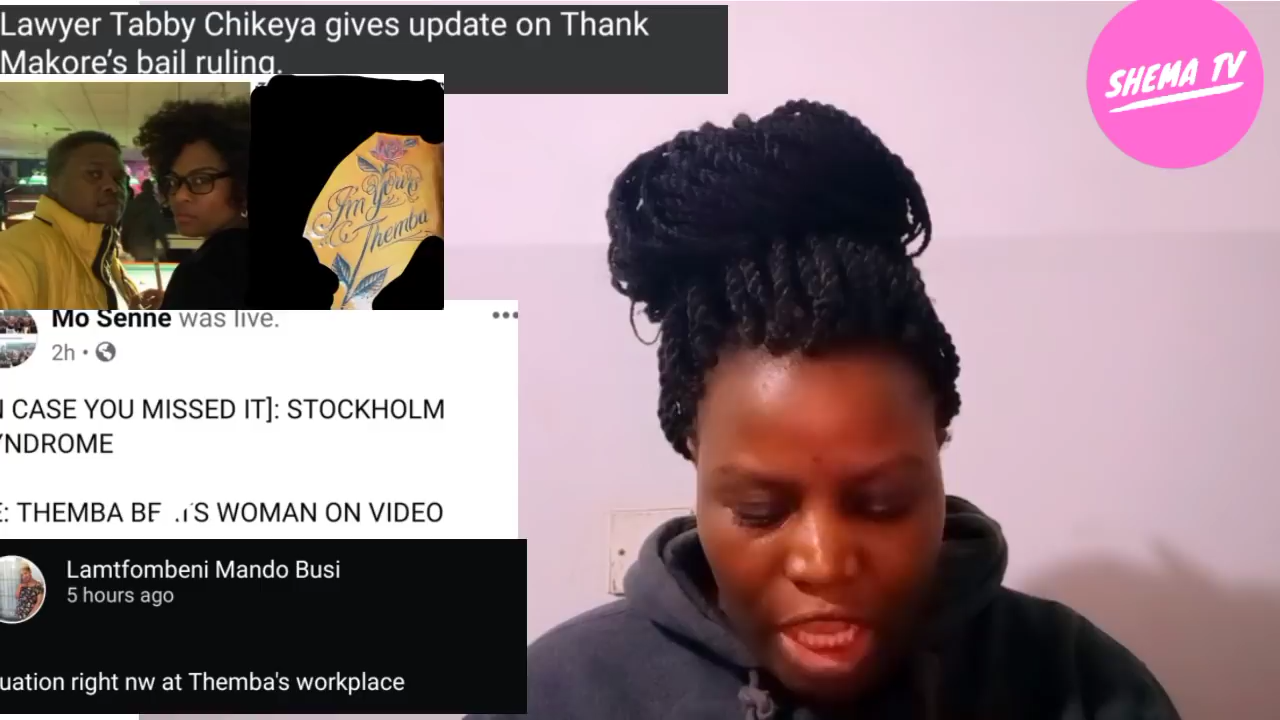 Lawyer Tabby Chikeya gives update on Thank
Makore's bail ruling.
SHEMA TV
I'm Yours
Themba
Mo Senne was live.
2h
CASE YOU MISSED IT]: STOCKHOLM
YNDROME
: THEMBA WOMAN ON VIDEO
Lamtfombeni Mando Busi
5 hours ago
uation right nw at Themba's workplace